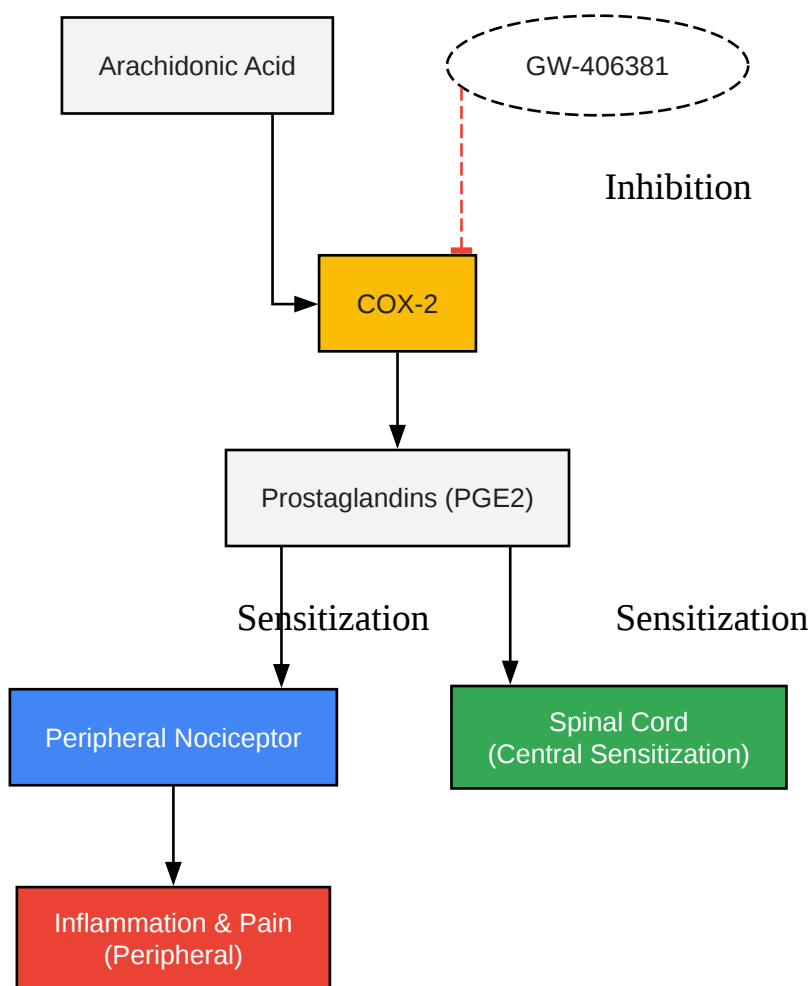 Arachidonic Acid
GW-406381
Inhibition
COX-2
Prostaglandins (PGE2)
Sensitization
Sensitization
Peripheral Nociceptor
Spinal Cord
(Central Sensitization)
Inflammation & Pain
(Peripheral)